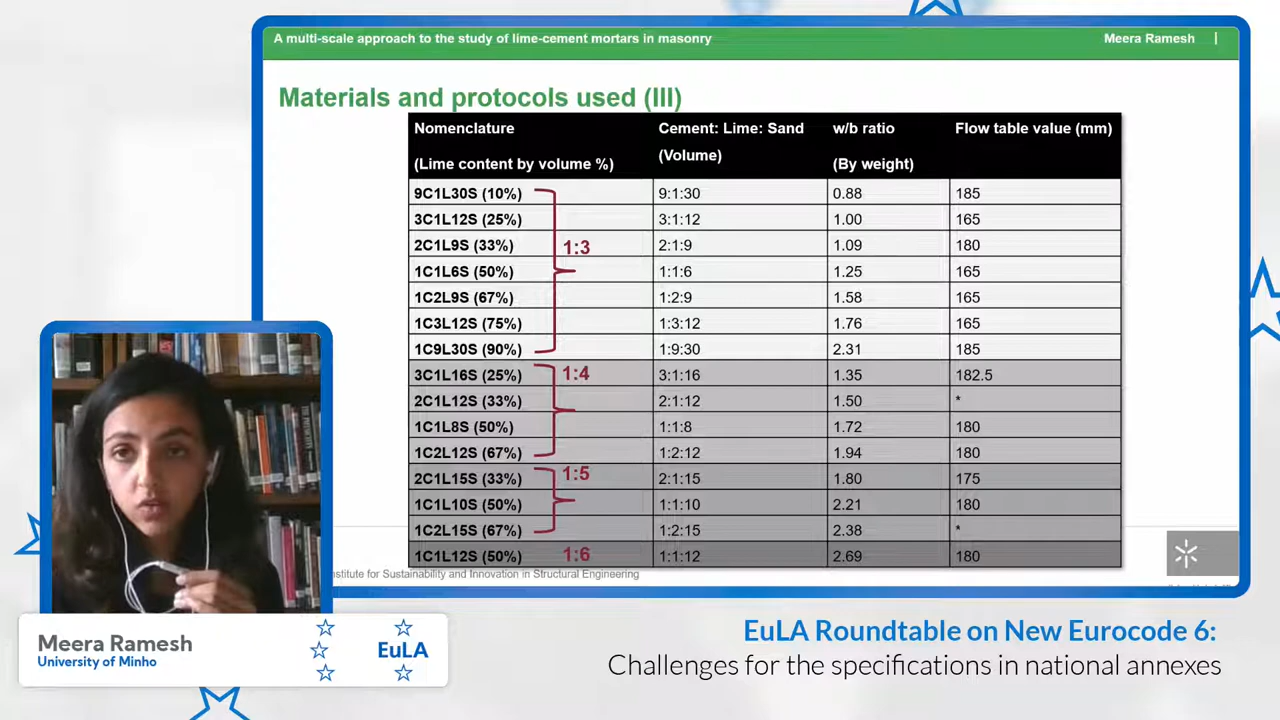 A multi-scale approach to the study of lime-cement mortars in masonry
Meera Ramesh |
Materials and protocols used (III)
Nomenclature (Lime content by volume %) Cement: Lime: Sand (Volume) w/b ratio (By weight) Flow table value (mm)
9C1L30S (10%) 9:1:30 0.88 185
3C1L12S (25%) 3:1:12 1.00 165
2C1L9S (33%) 1:3 2:1:9 1.09 180
1C1L6S (50%) 1:1:6 1.25 165
1C2L9S (67%) 1:2:9 1.58 165
1C3L12S (75%) 1:3:12 1.76 165
1C9L30S (90%) 1:9:30 2.31 185
3C1L16S (25%) 1:4 3:1:16 1.35 182.5
2C1L12S (33%) 2:1:12 1.50 *
1C1L8S (50%) 1:1:8 1.72 180
1C2L12S (67%) 1:2:12 1.94 180
2C1L15S (33%) 1:5 2:1:15 1.80 175
1C1L10S (50%) 1:1:10 2.21 180
1C2L15S (67%) 1:2:15 2.38 *
1C1L12S (50%) 1:6 1:1:12 2.69 180
stitute for Sustainability and Innovation in Structural Engineering
Meera Ramesh
University of Minho
EuLA
EuLA Roundtable on New Eurocode 6:
Challenges for the specifications in national annexes